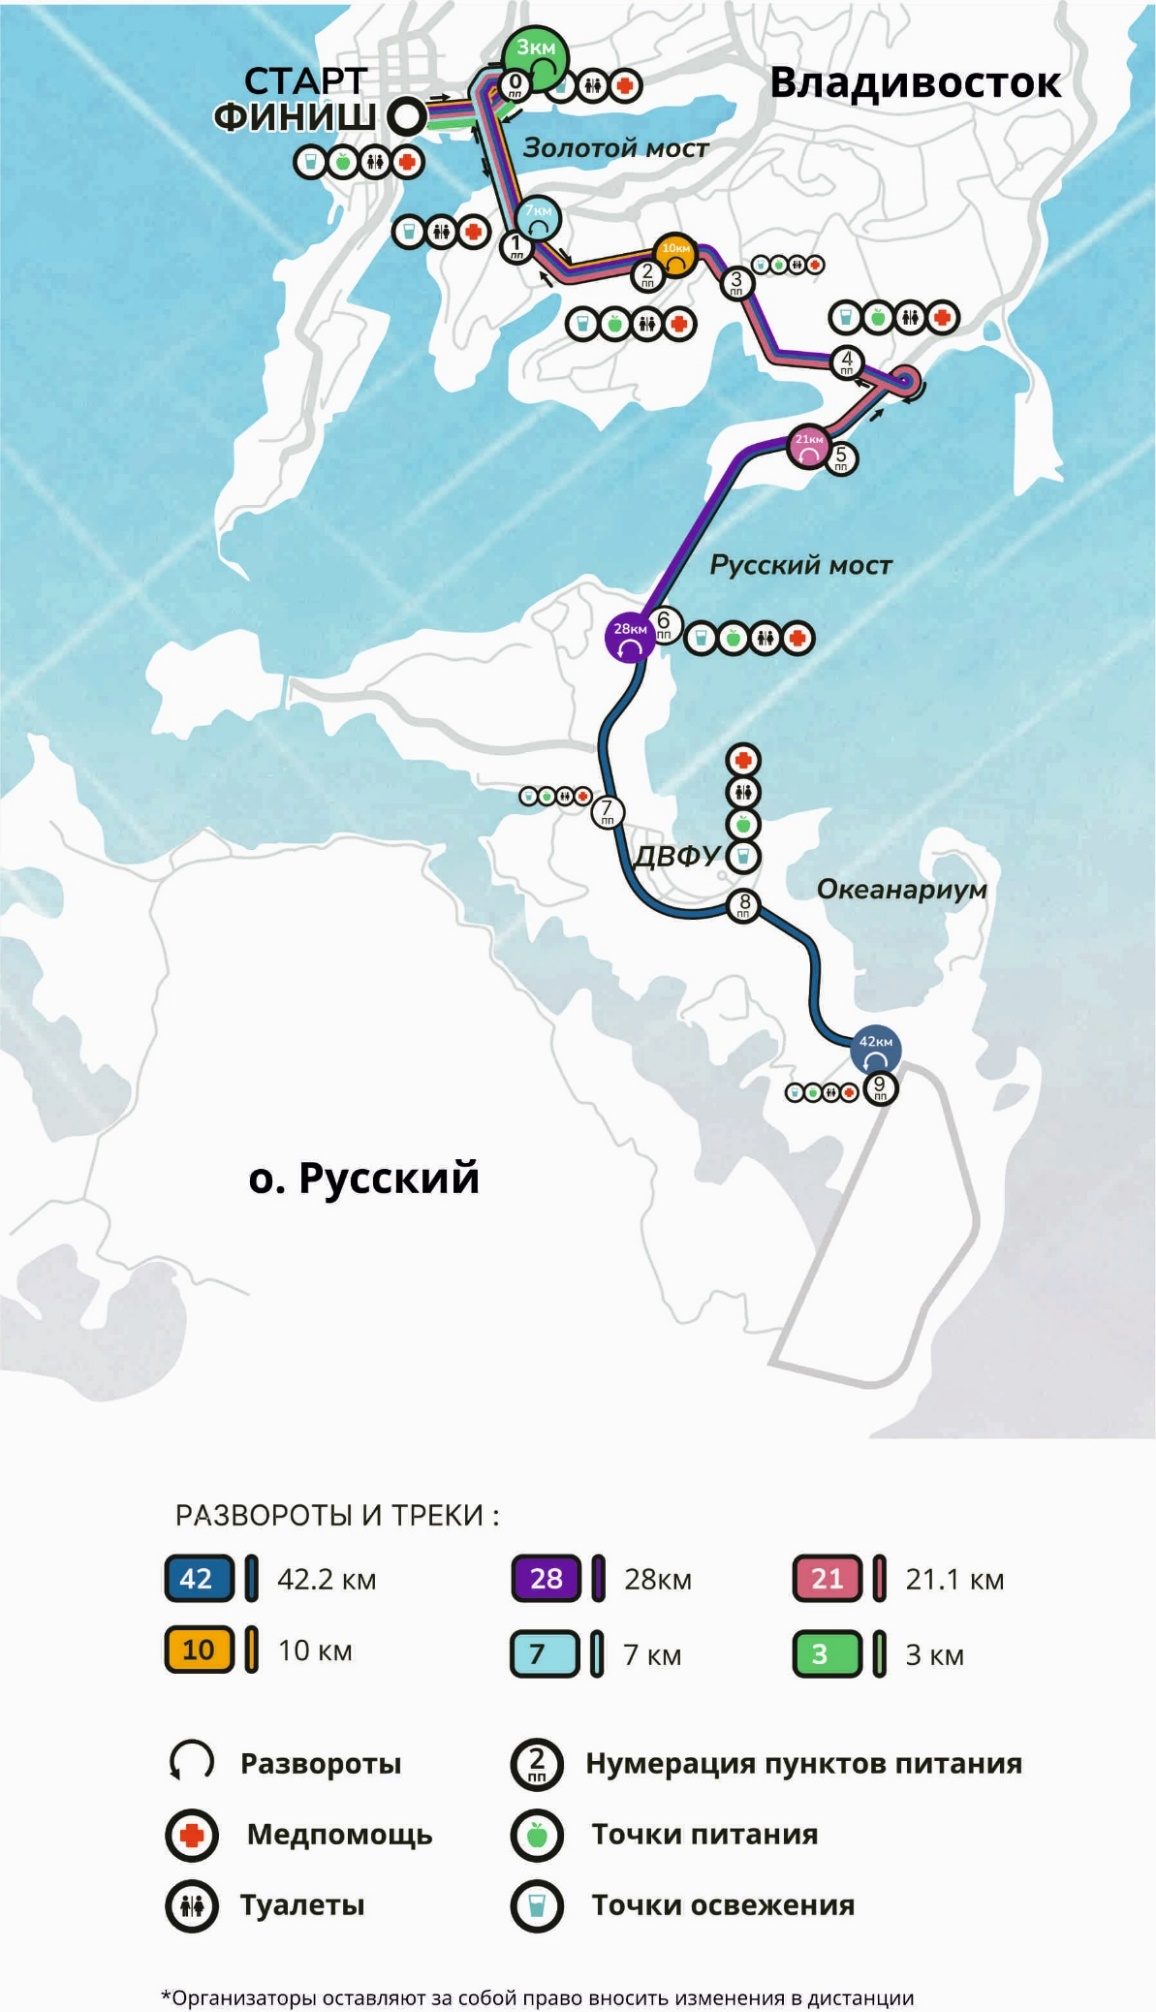 3км
СТАРТ
ФИНИШ
0
пп
Владивосток
Золотой мост
7км
1
пп
10км
2
пп
3
пп
4
пп
21км
5
пп
Русский мост
28км
6
пп
7
пп
ДВФУ
8
пп
Океанариум
42км
9
пп
о. Русский
РАЗВОРОТЫ И ТРЕКИ :
42 42.2 км
28 28км
21 21.1 км
10 10 км
7 7 км
3 3 км
Развороты
2
пп
Нумерация пунктов питания
Медпомощь
Точки питания
Туалеты
Точки освежения
*Организаторы оставляют за собой право вносить изменения в дистанции